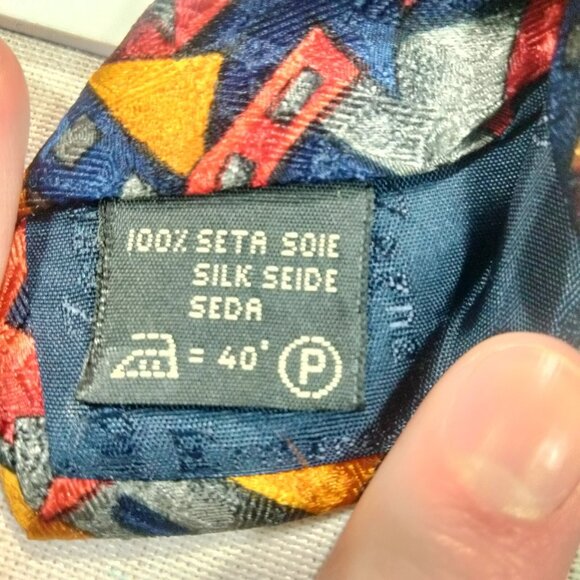 100% SETA SOIE
SILK SEIDE
SEDA
= 40°
P